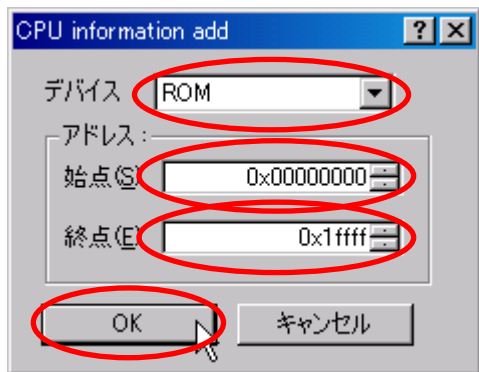 CPU information add
デバイス ROM
アドレス:
始点(S) 0x00000000
終点(E) 0x1ffff
OK キャンセル